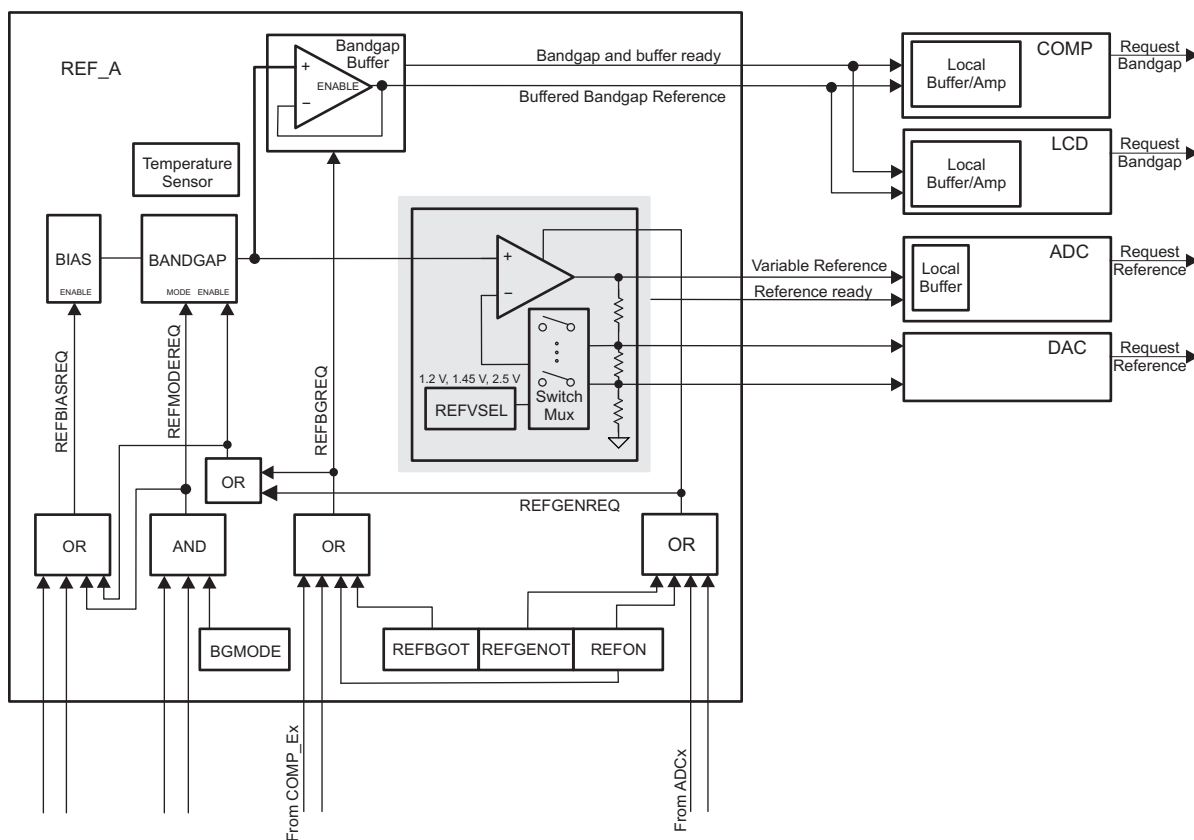 REF_A
Bandgap
Buffer
+
ENABLE
−
Bandgap and buffer ready
Buffered Bandgap Reference
COMP
Local
Buffer/Amp
Request
Bandgap
LCD
Local
Buffer/Amp
Request
Bandgap
Temperature
Sensor
BIAS
ENABLE
BANDGAP
MODE ENABLE
+
−
Variable Reference
Reference ready
ADC
Local
Buffer
Request
Reference
DAC
Request
Reference
1.2 V, 1.45 V, 2.5 V
REFVSEL
Switch
Mux
REFBIASREQ
REFMODEREQ
REFBGREQ
OR
REFGENREQ
OR
AND
OR
OR
BGMODE
REFBGOT
REFGENOT
REFON
From COMP_Ex
From ADCx